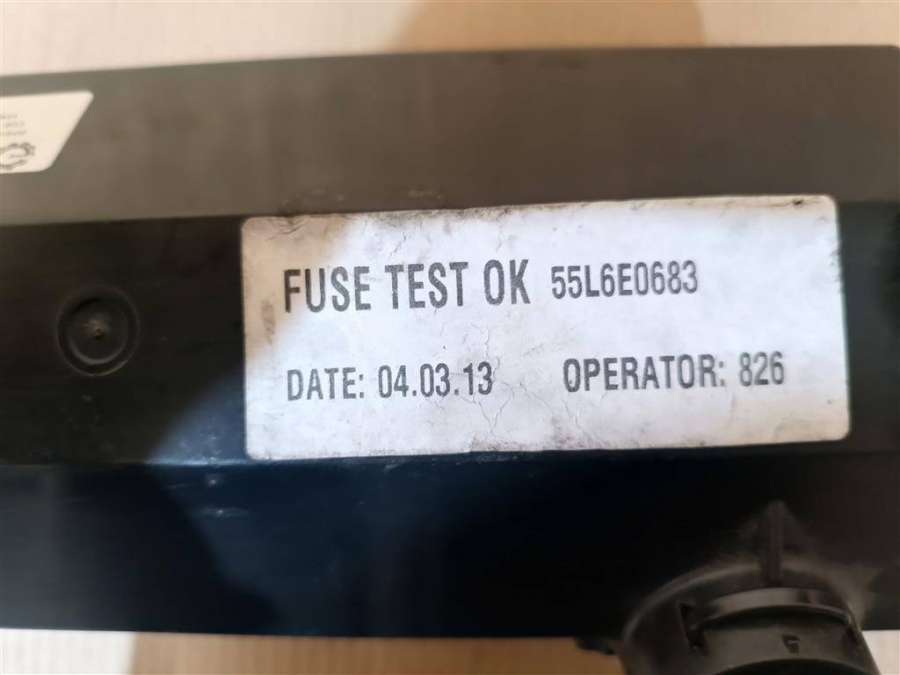 FUSE TEST OK 55L6E0683
DATE: 04.03.13 OPERATOR: 826